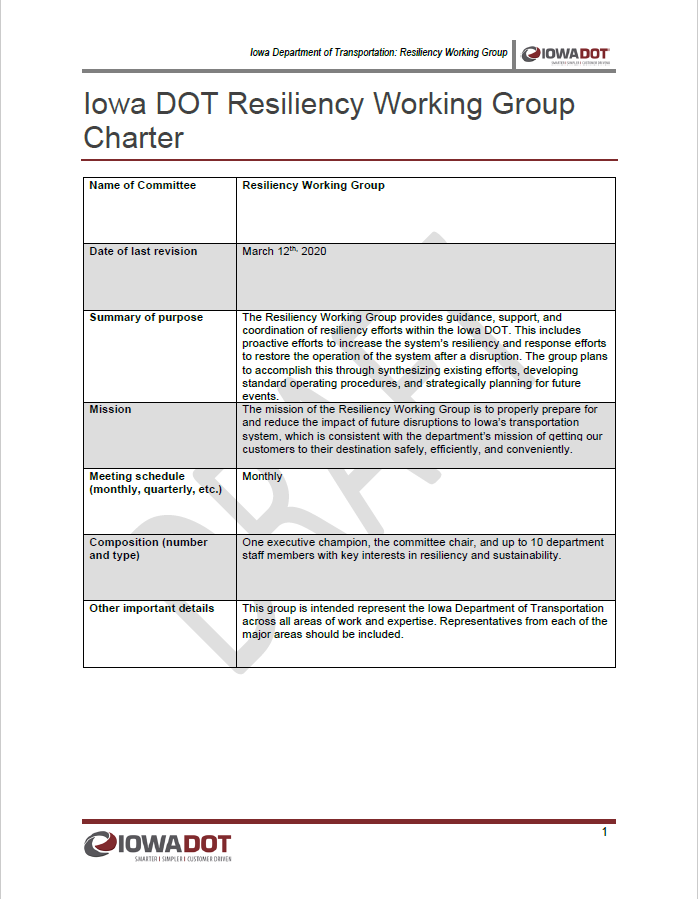 Iowa Department of Transportation: Resiliency Working Group
IOWADOT
SMARTER | SIMPLER | CUSTOMER DRIVEN
Iowa DOT Resiliency Working Group
Charter
Name of Committee
Resiliency Working Group
Date of last revision
March 12th, 2020
Summary of purpose
The Resiliency Working Group provides guidance, support, and
coordination of resiliency efforts within the Iowa DOT. This includes
proactive efforts to increase the system's resiliency and response efforts
to restore the operation of the system after a disruption. The group plans
to accomplish this through synthesizing existing efforts, developing
standard operating procedures, and strategically planning for future
events.
Mission
The mission of the Resiliency Working Group is to properly prepare for
and reduce the impact of future disruptions to Iowa's transportation
system, which is consistent with the department's mission of getting our
customers to their destination safely, efficiently, and conveniently.
Meeting schedule
(monthly, quarterly, etc.)
Monthly
Composition (number
and type)
One executive champion, the committee chair, and up to 10 department
staff members with key interests in resiliency and sustainability.
Other important details
This group is intended represent the Iowa Department of Transportation
across all areas of work and expertise. Representatives from each of the
major areas should be included.
DRAFT
1
IOWADOT
SMARTER | SIMPLER | CUSTOMER DRIVEN